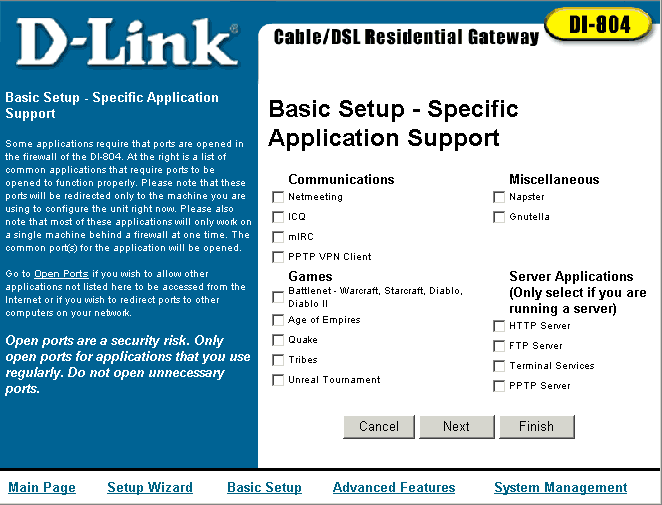 D-Link®
Cable/DSL Residential Gateway
DI-804
Basic Setup - Specific Application
Support
Some applications require that ports are opened in
the firewall of the DI-804. At the right is a list of
common applications that require ports to be
opened to function properly. Please note that these
ports will be redirected only to the machine you are
using to configure the unit right now. Please also
note that most of these applications will only work on
a single machine behind a firewall at one time. The
common port(s) for the application will be opened.
Go to Open Ports if you wish to allow other
applications not listed here to be accessed from the
Internet or if you wish to redirect ports to other
computers on your network.
Open ports are a security risk. Only
open ports for applications that you use
regularly. Do not open unnecessary
ports.
Basic Setup - Specific
Application Support
Communications
Netmeeting
ICQ
mIRC
PPTP VPN Client
Games
Battlenet - Warcraft, Starcraft, Diablo,
Diablo II
Age of Empires
Quake
Tribes
Unreal Tournament
Miscellaneous
Napster
Gnutella
Server Applications
(Only select if you are
running a server)
HTTP Server
FTP Server
Terminal Services
PPTP Server
Cancel
Next
Finish
Main Page
Setup Wizard
Basic Setup
Advanced Features
System Management